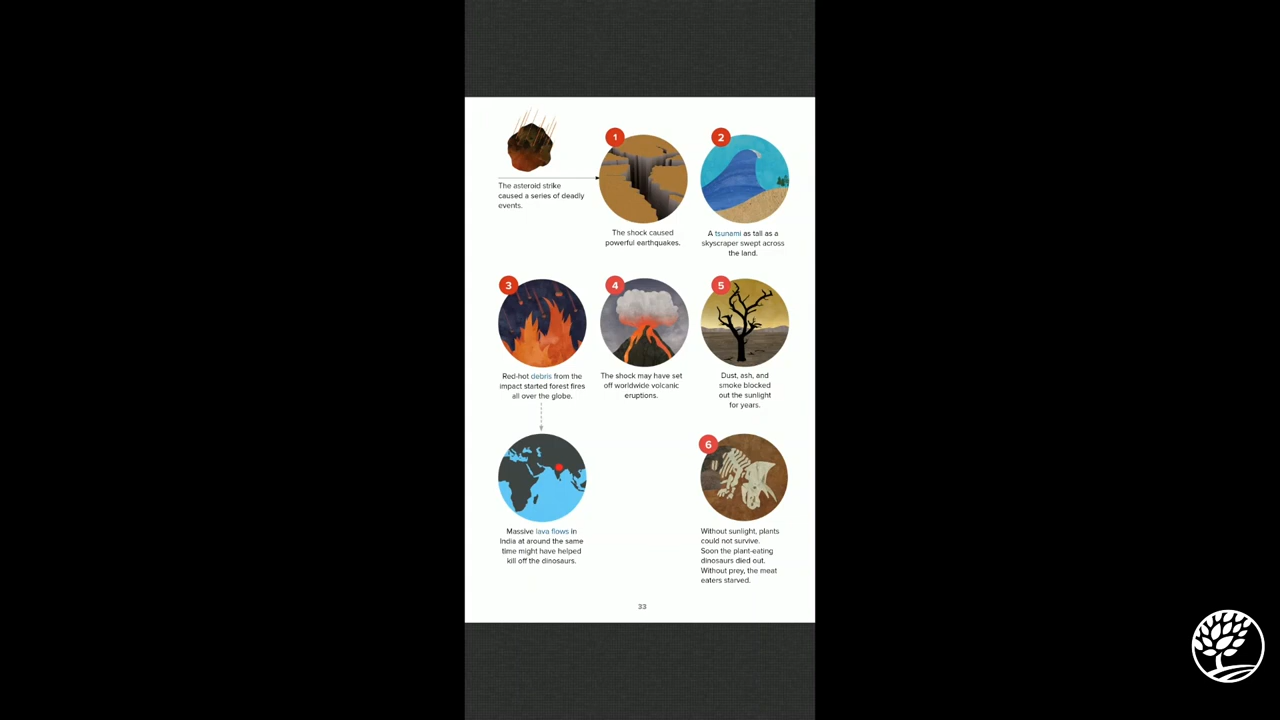 The asteroid strike
caused a series of deadly
events.
1
The shock caused
powerful earthquakes.
2
A tsunami as tall as a
skyscraper swept across
the land.
3
Red-hot debris from the
impact started forest fires
all over the globe.
4
The shock may have set
off worldwide volcanic
eruptions.
5
Dust, ash, and
smoke blocked
out the sunlight
for years.
Massive lava flows in
India at around the same
time might have helped
kill off the dinosaurs.
6
Without sunlight, plants
could not survive.
Soon the plant-eating
dinosaurs died out.
Without prey, the meat
eaters starved.
33